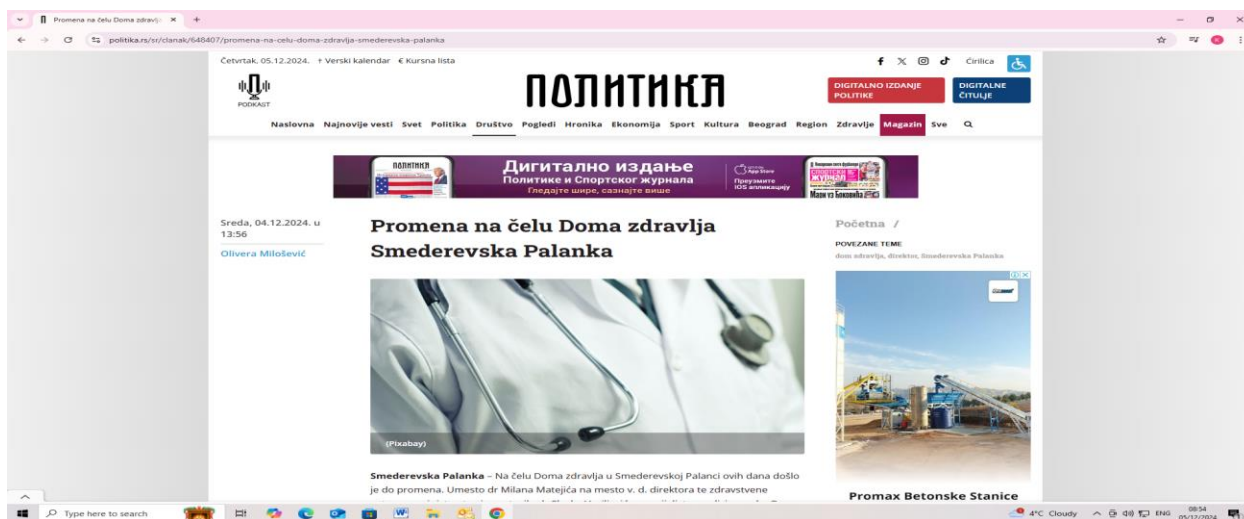 Promena na čelu Doma zdravlja
politika.rs/sr/clanak/648407/promena-na-celu-doma-zdravlja-smederevska-palanka
Četvrtak, 05.12.2024. † Verski kalendar € Kursna lista
Ćirilica
PODKAST
ПОЛИТИКА
DIGITALNO IZDANJE
POLITIKE
DIGITALNE
ČITULJE
Naslovna Najnovije vesti Svet Politika Društvo Pogledi Hronika Ekonomija Sport Kultura Beograd Region Zdravlje Magazin Sve
ПОЛИТИКА
Дигитално издање
Политике и Спортског журнала
Гледајте шире, сазнајте више
App Store
Преузмите
iOS апликацију
СПОРТСКИ
ЖУРНАЛ
Sreda, 04.12.2024. u
13:56
Olivera Milošević
Promena na čelu Doma zdravlja
Smederevska Palanka
Početna /
POVEZANE TEME
dom zdravlja, direktor, Smederevska Palanka
(Pixabay)
Smederevska Palanka – Na čelu Doma zdravlja u Smederevskoj Palanci ovih dana došlo
je do promena. Umesto dr Milana Matejića na mesto v. d. direktora te zdravstvene
Promax Betonske Stanice
Type here to search
4°C Cloudy
ENG
08:54
05/12/2024